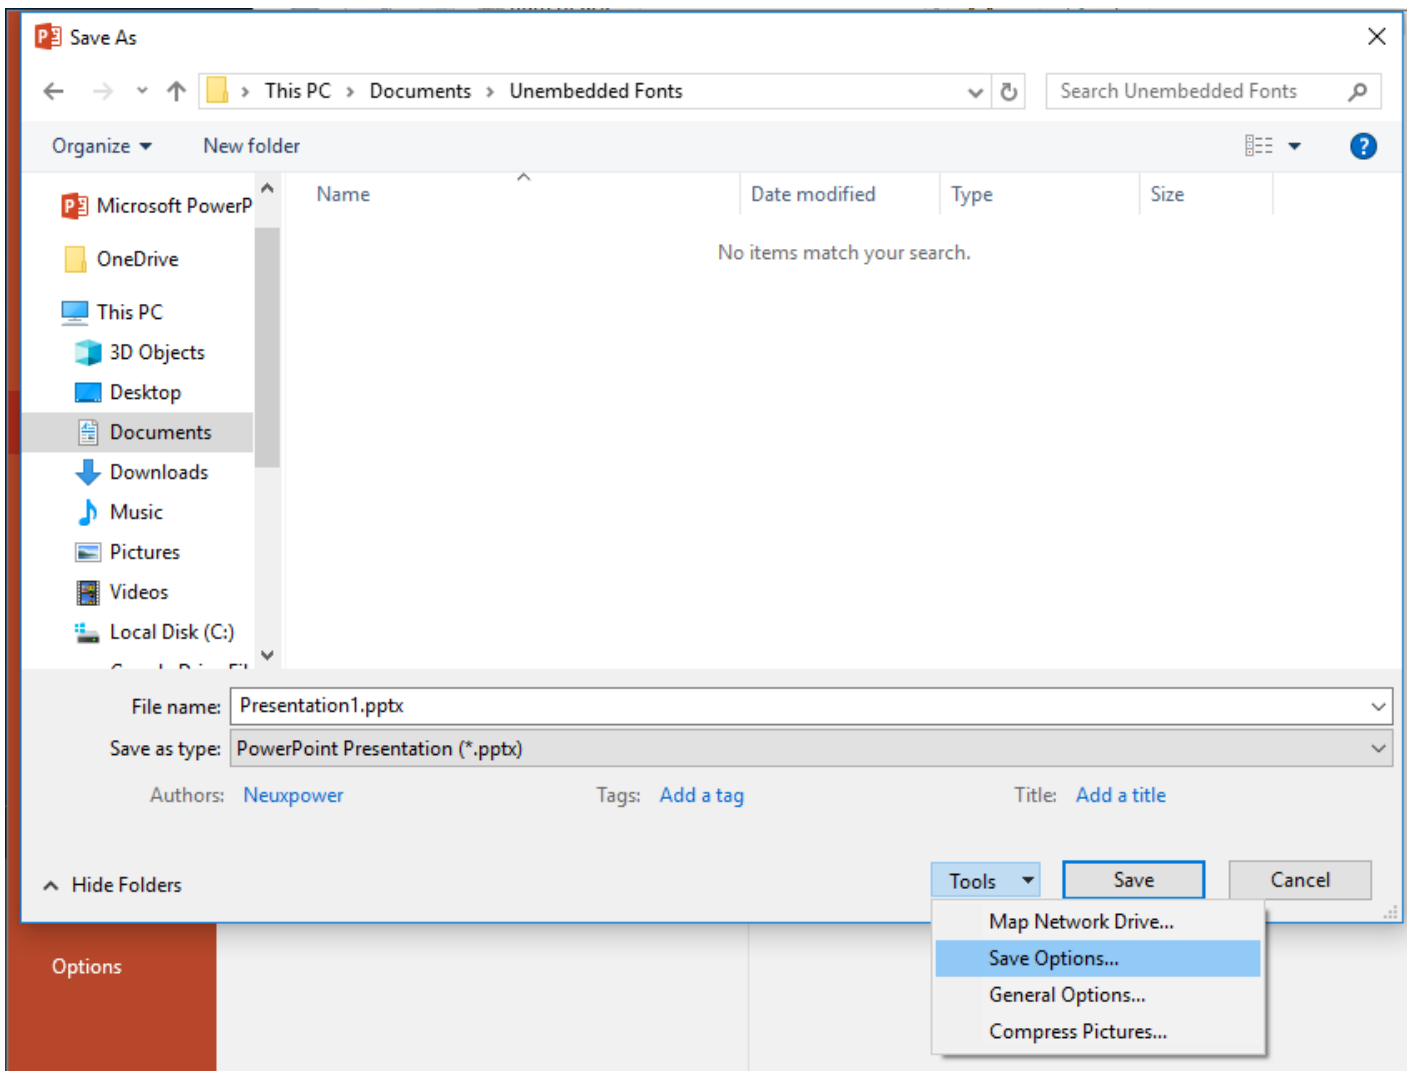 Save As
This PC > Documents > Unembedded Fonts
Search Unembedded Fonts
Organize
New folder
?
Microsoft PowerP
OneDrive
This PC
3D Objects
Desktop
Documents
Downloads
Music
Pictures
Videos
Local Disk (C:)
Name
Date modified
Type
Size
No items match your search.
File name: Presentation1.pptx
Save as type: PowerPoint Presentation (*.pptx)
Authors: Neuxpower
Tags: Add a tag
Title: Add a title
Hide Folders
Tools
Save
Cancel
Map Network Drive...
Save Options...
General Options...
Compress Pictures...
Options